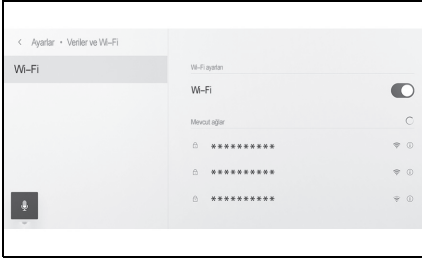 Ayarlar • Veriler ve Wi-Fi
Wi-Fi
Wi-Fi ayarları
Wi-Fi
Mevcut ağlar
**********
**********
**********